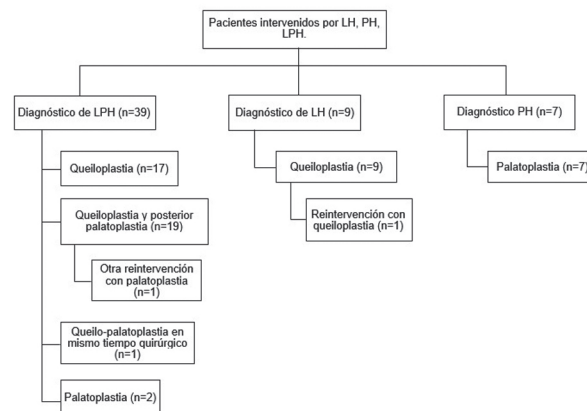 Pacientes intervenidos por LH, PH,
LPH.
Diagnóstico de LPH (n=39)
Diagnóstico de LH (n=9)
Diagnóstico PH (n=7)
Queiloplastia (n=17)
Queiloplastia (n=9)
Palatoplastia (n=7)
Queiloplastia y posterior
palatoplastia (n=19)
Reintervención con
queiloplastia (n=1)
Otra reintervención
con palatoplastia
(n=1)
Queilo-palatoplastia en
mismo tiempo quirúrgico
(n=1)
Palatoplastia (n=2)